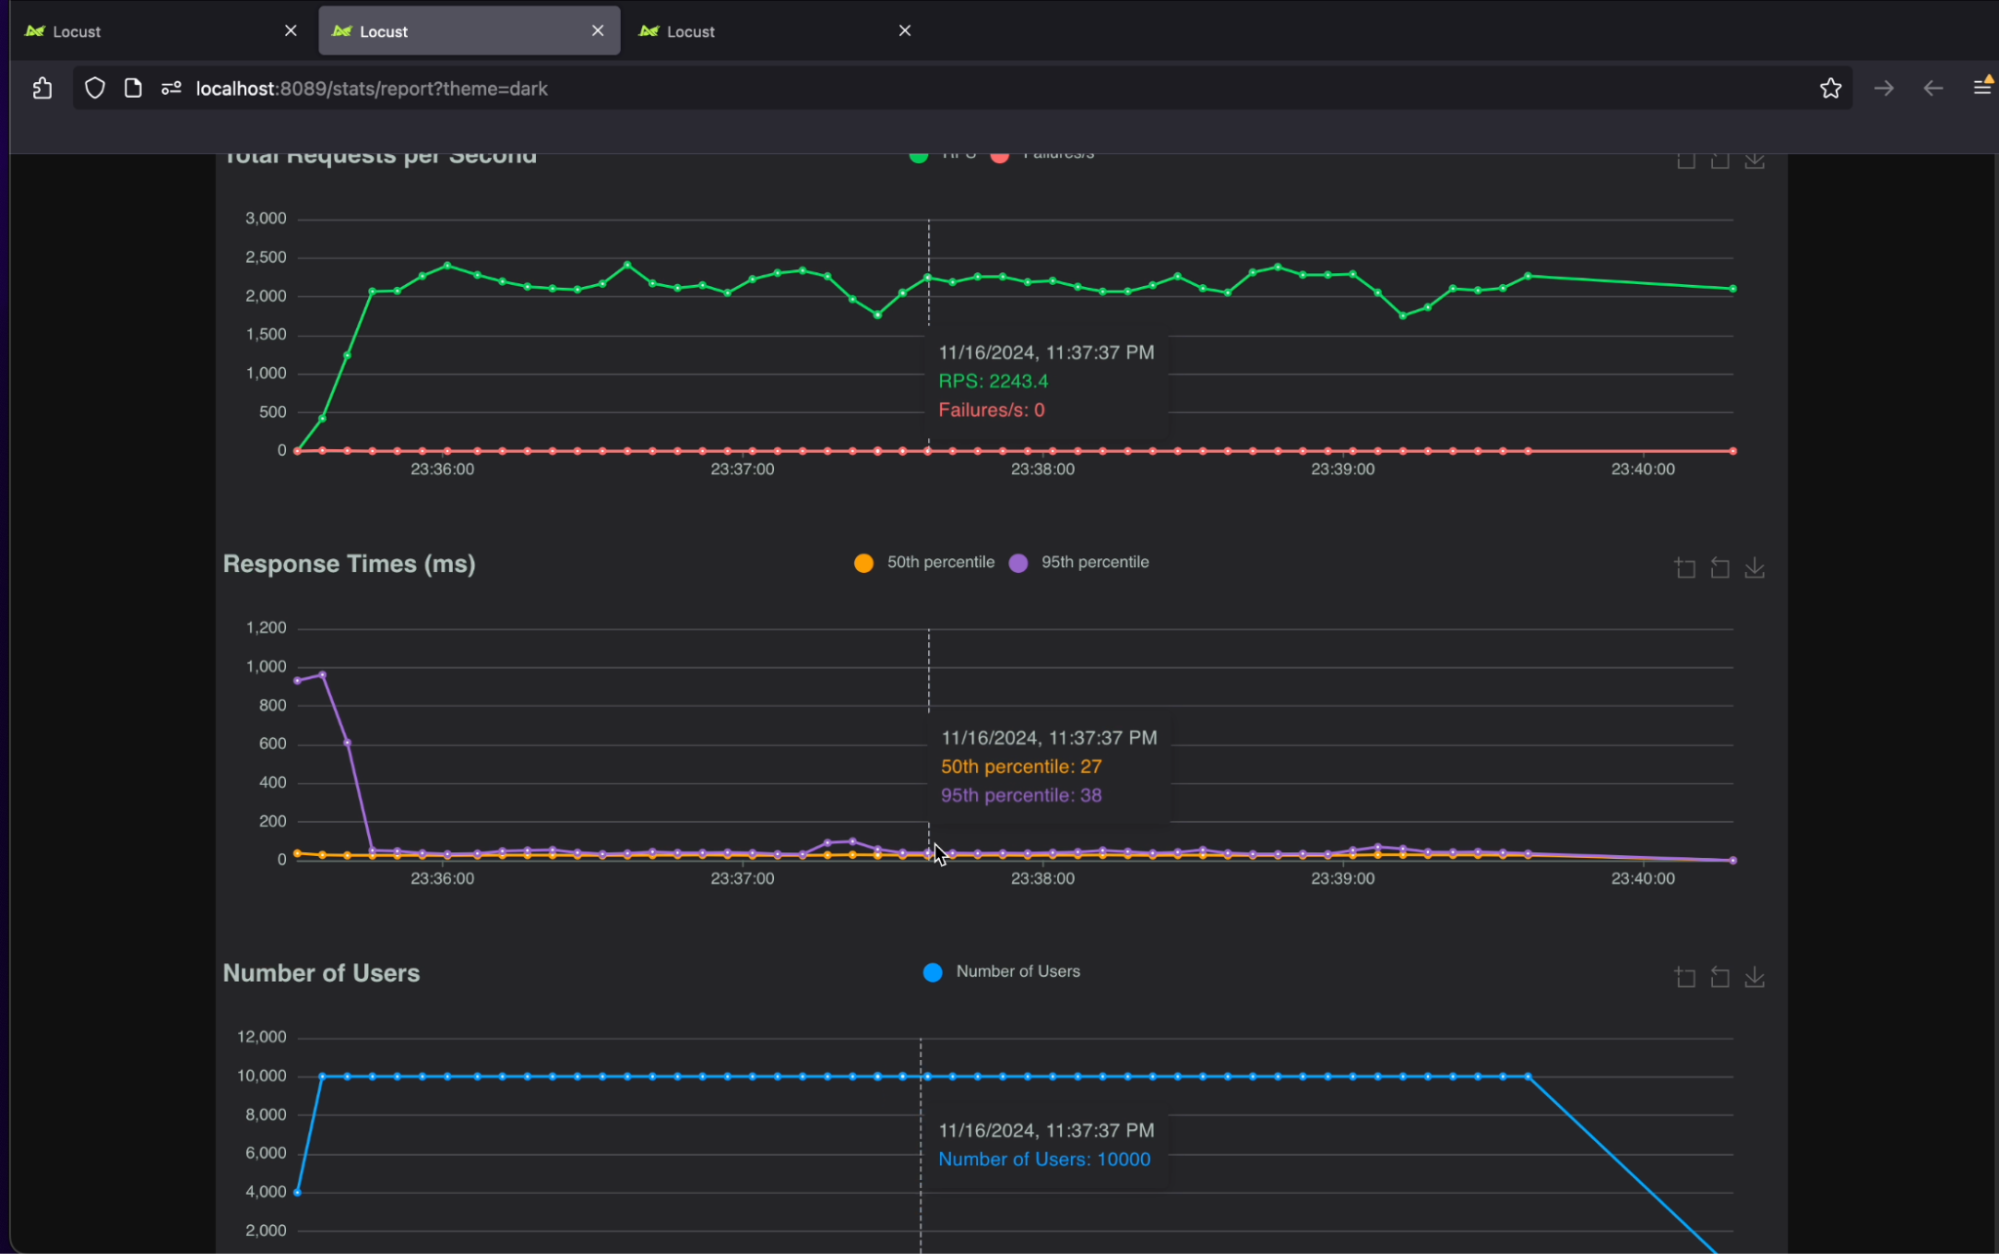 Locust
Locust
Locust
localhost:8089/stats/report?theme=dark
Total Requests per Second
RPS
Failures/s
3,000
2,500
2,000
1,500
1,000
500
0
11/16/2024, 11:37:37 PM
RPS: 2243.4
Failures/s: 0
23:36:00
23:37:00
23:38:00
23:39:00
23:40:00
Response Times (ms)
50th percentile
95th percentile
1,200
1,000
800
600
400
200
0
11/16/2024, 11:37:37 PM
50th percentile: 27
95th percentile: 38
23:36:00
23:37:00
23:38:00
23:39:00
23:40:00
Number of Users
Number of Users
12,000
10,000
8,000
6,000
4,000
2,000
11/16/2024, 11:37:37 PM
Number of Users: 10000